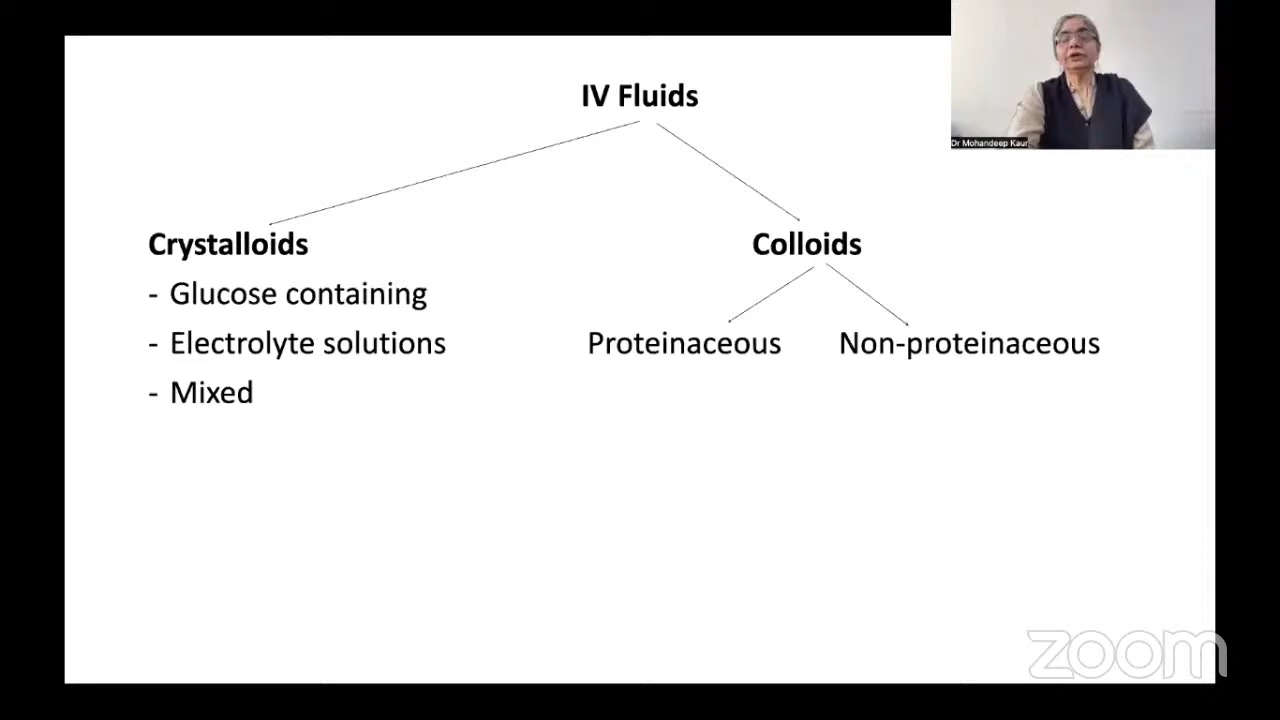 IV Fluids
Dr Mohandeep Kaur
Crystalloids
- Glucose containing
- Electrolyte solutions
- Mixed
Colloids
Proteinaceous
Non-proteinaceous
zoom